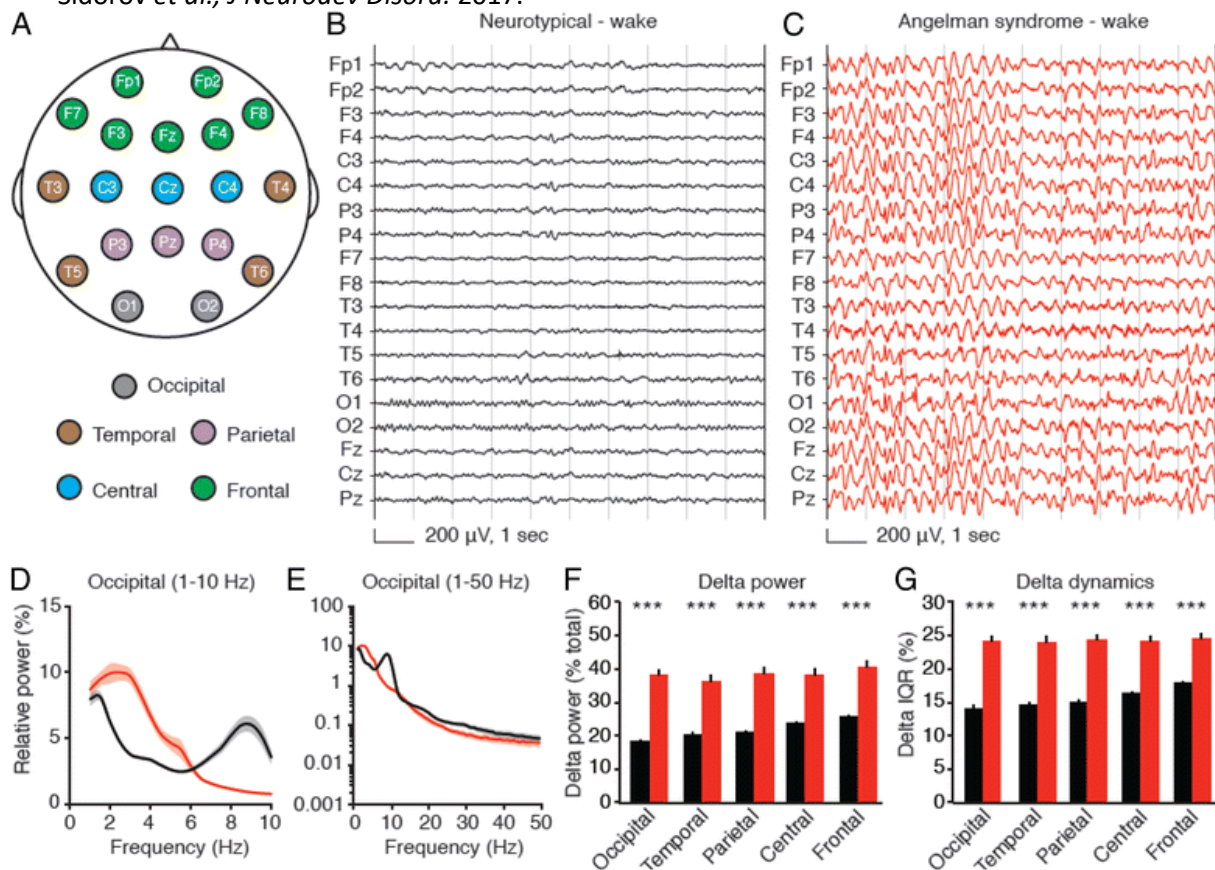 Sidorov et al., J Neurodev Disord. 2017.
A
Fp1 Fp2
F7 F3 Fz F4 F8
T3 C3 Cz C4 T4
P3 Pz P4
T5 T6
O1 O2
Occipital
Temporal Parietal
Central Frontal
B Neurotypical - wake
Fp1
Fp2
F3
F4
C3
C4
P3
P4
F7
F8
T3
T4
T5
T6
O1
O2
Fz
Cz
Pz
200 µV, 1 sec
C Angelman syndrome - wake
Fp1
Fp2
F3
F4
C3
C4
P3
P4
F7
F8
T3
T4
T5
T6
O1
O2
Fz
Cz
Pz
200 µV, 1 sec
D Occipital (1-10 Hz)
Relative power (%)
15
10
5
0
0 2 4 6 8 10
Frequency (Hz)
E Occipital (1-50 Hz)
100
10
1
0.1
0.01
0.001
0 10 20 30 40 50
Frequency (Hz)
F Delta power
*** *** *** *** ***
Delta power (% total)
60
50
40
30
20
10
0
Occipital Temporal Parietal Central Frontal
G Delta dynamics
*** *** *** *** ***
Delta IQR (%)
30
25
20
15
10
5
0
Occipital Temporal Parietal Central Frontal